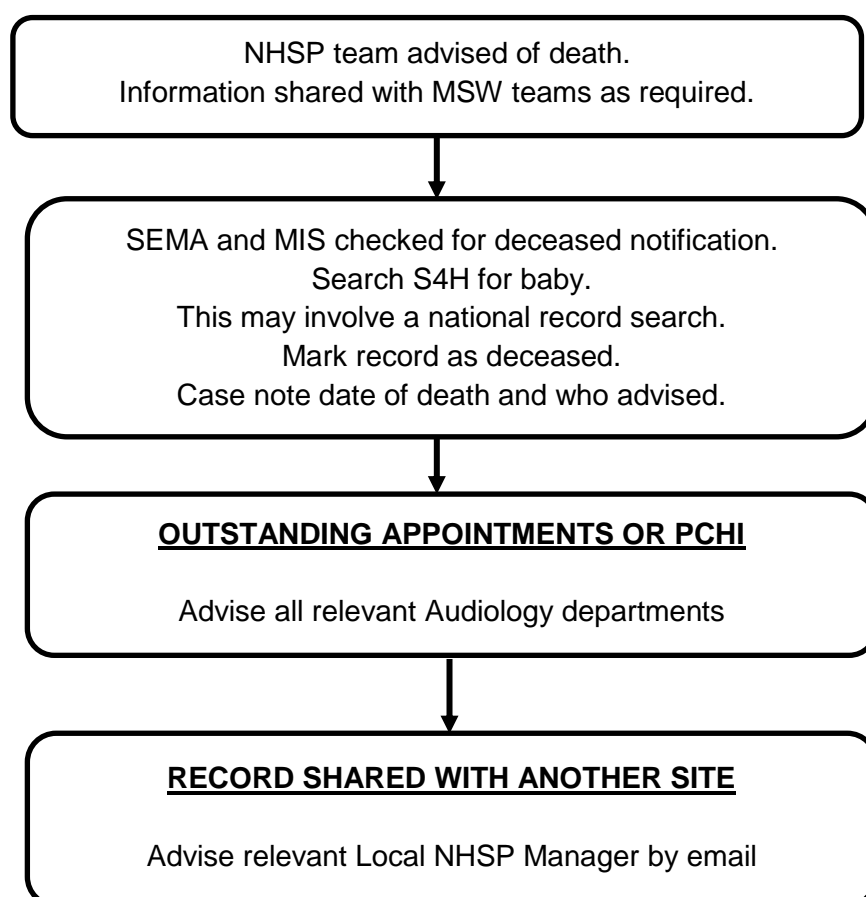 NHSP team advised of death.
Information shared with MSW teams as required.
SEMA and MIS checked for deceased notification.
Search S4H for baby.
This may involve a national record search.
Mark record as deceased.
Case note date of death and who advised.
OUTSTANDING APPOINTMENTS OR PCHI
Advise all relevant Audiology departments
RECORD SHARED WITH ANOTHER SITE
Advise relevant Local NHSP Manager by email